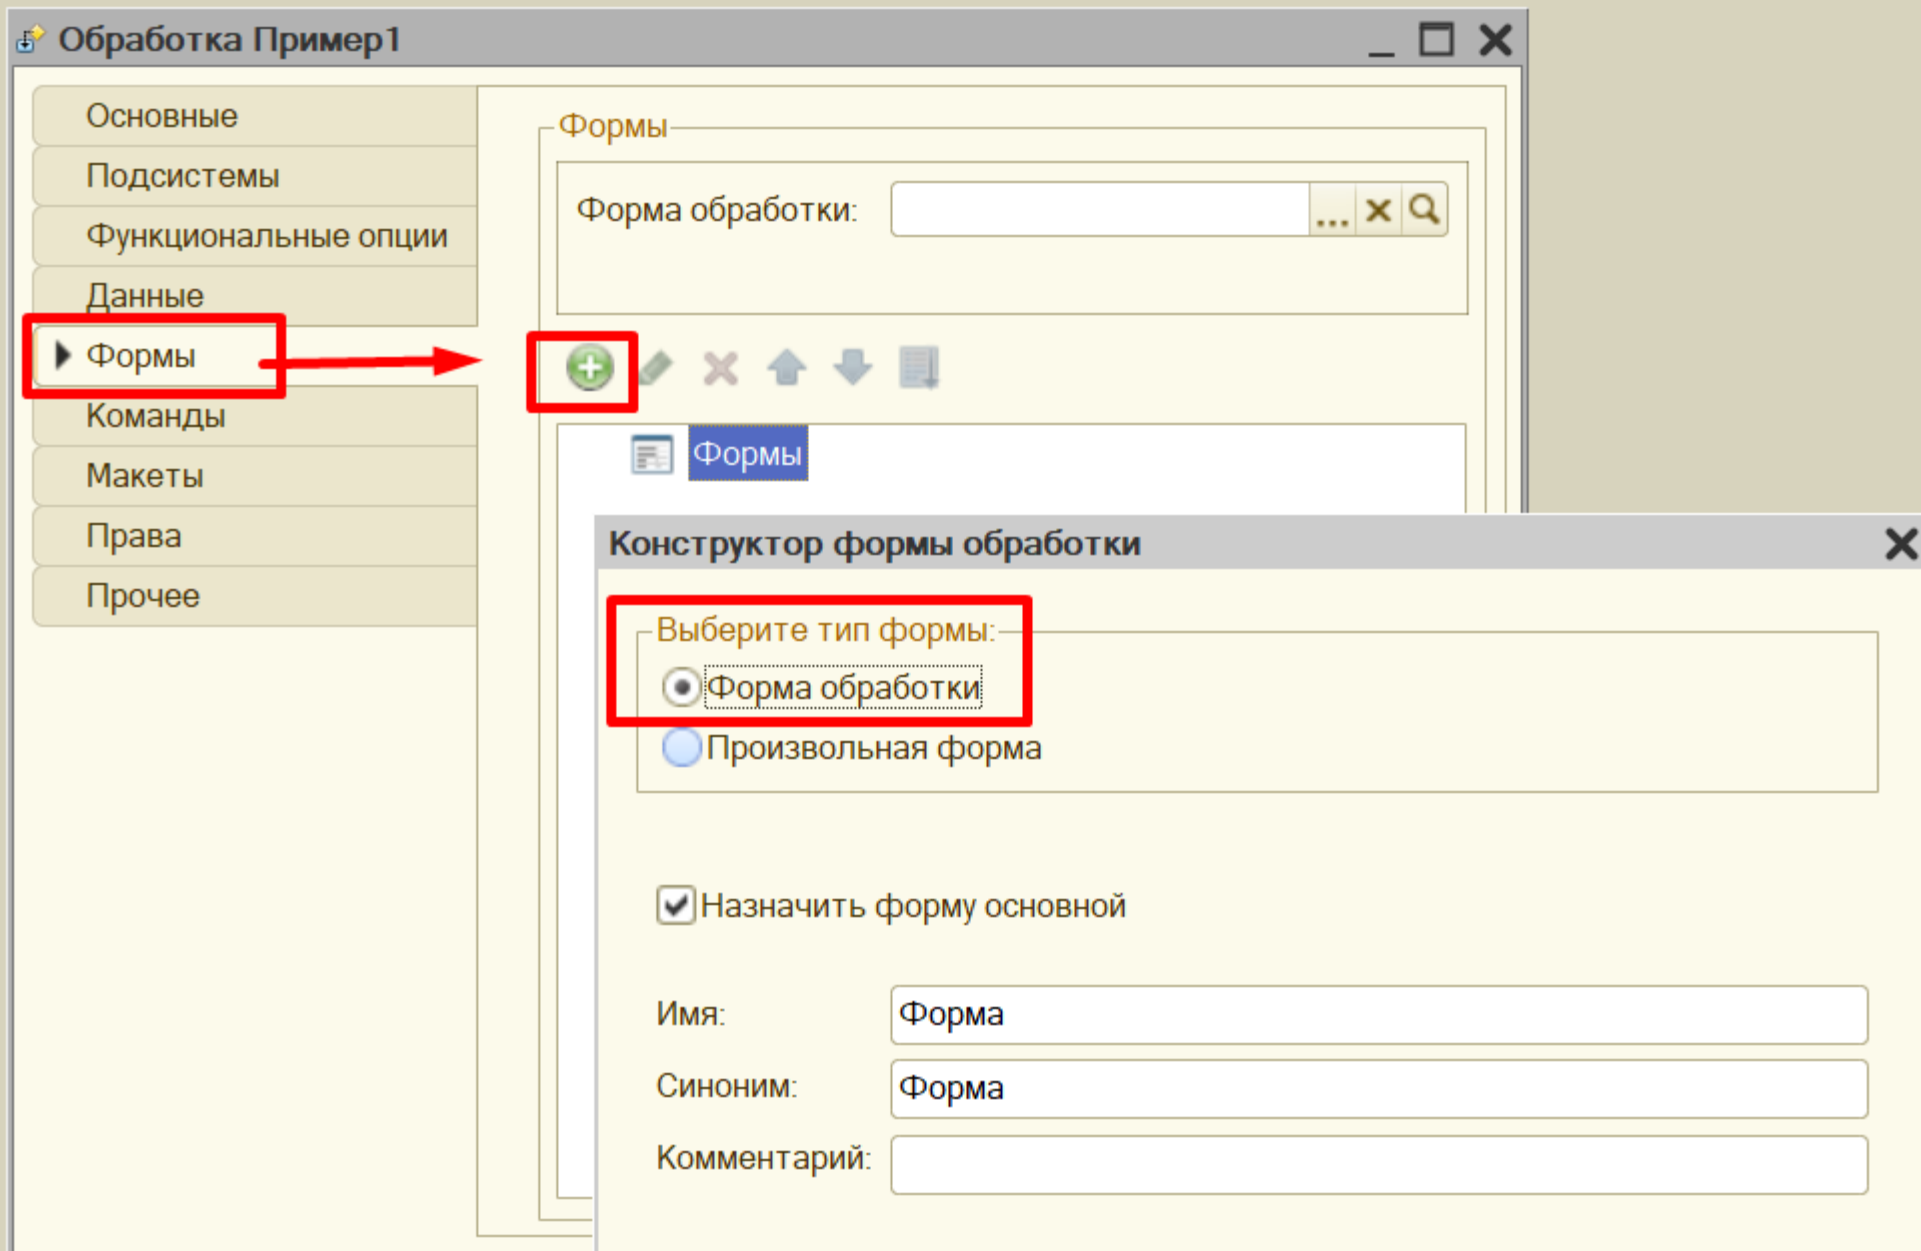 Обработка Пример1
Основные
Подсистемы
Функциональные опции
Данные
Формы
Команды
Макеты
Права
Прочее
Формы
Форма обработки:
...
Формы
Конструктор формы обработки
Выберите тип формы:
Форма обработки
Произвольная форма
Назначить форму основной
Имя: Форма
Синоним: Форма
Комментарий: